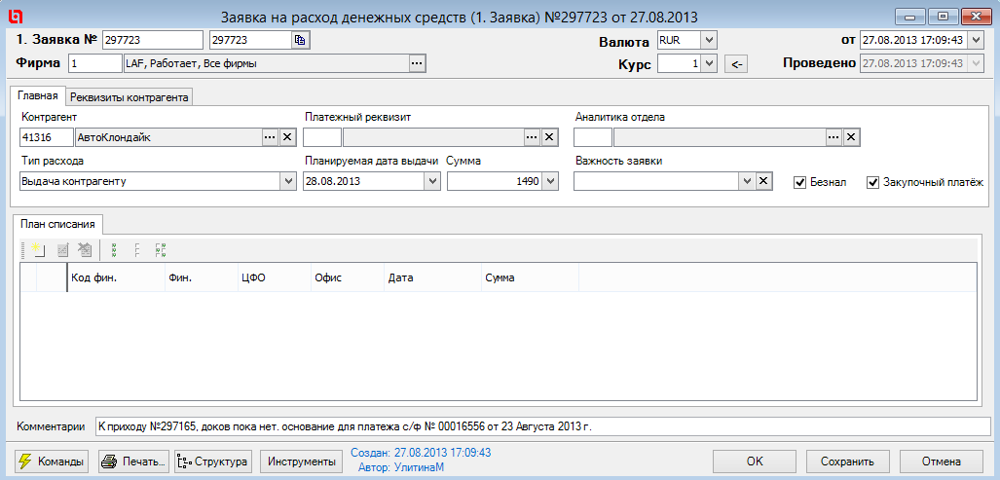 Заявка на расход денежных средств (1. Заявка) №297723 от 27.08.2013
1. Заявка № 297723 297723 Валюта RUR от 27.08.2013 17:09:43
Фирма 1 LAF, Работает, Все фирмы ... Курс 1 <- Проведено 27.08.2013 17:09:43
Главная Реквизиты контрагента
Контрагент Платежный реквизит Аналитика отдела
41316 АвтоКлондайк ... ... ...
Тип расхода Планируемая дата выдачи Сумма Важность заявки
Выдача контрагенту 28.08.2013 1490 Безнал Закупочный платёж
План списания
Код фин. Фин. ЦФО Офис Дата Сумма
Комментарии К приходу №297165, доков пока нет. основание для платежа с/ф № 00016556 от 23 Августа 2013 г.
Команды Печать... Структура Инструменты Создан: 27.08.2013 17:09:43 OK Сохранить Отмена
Автор: УлитинаМ